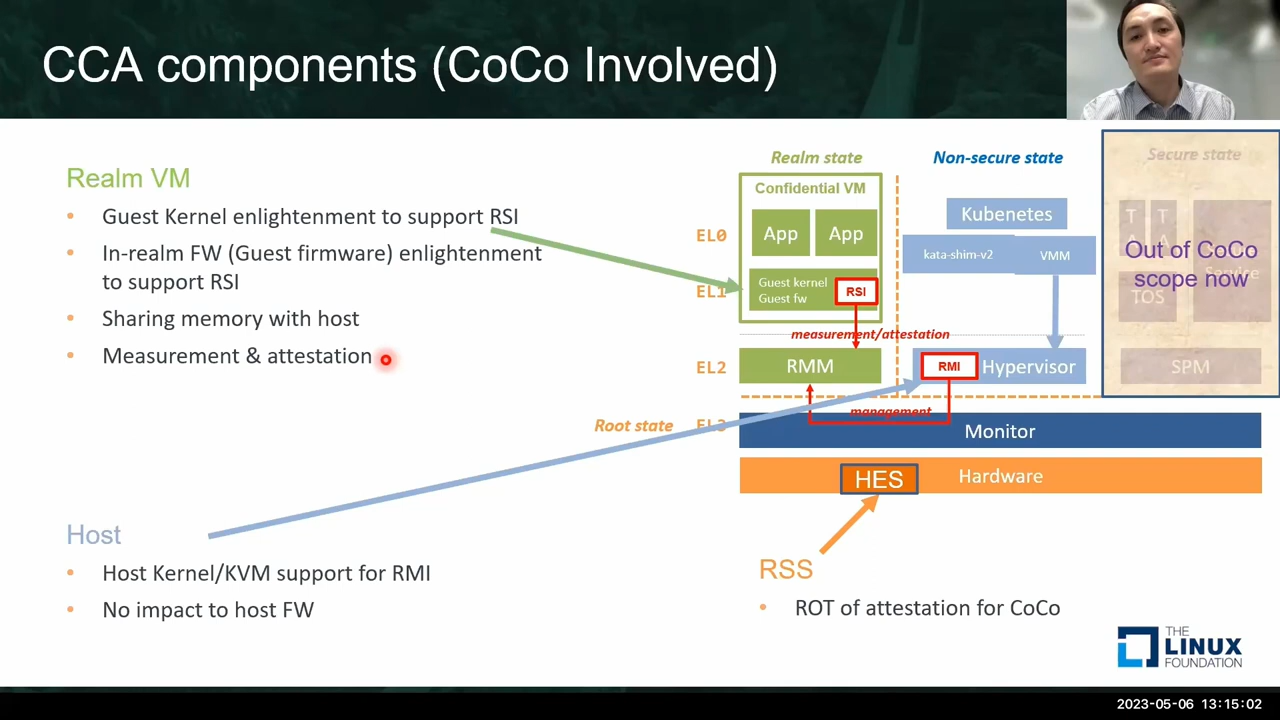 CCA components (CoCo Involved)
Realm VM
• Guest Kernel enlightenment to support RSI
• In-realm FW (Guest firmware) enlightenment
to support RSI
• Sharing memory with host
• Measurement & attestation
Host
• Host Kernel/KVM support for RMI
• No impact to host FW
Realm state
Non-secure state
Secure state
Confidential VM
Kubenetes
EL0
App
App
kata-shim-v2
VMM
T
T
Out of CoCo
scope now
Service
EL1
Guest kernel
Guest fw
RSI
TOS
measurement/attestation
EL2
RMM
RMI
Hypervisor
SPM
management
Root state
EL3
Monitor
HES
Hardware
RSS
• ROT of attestation for CoCo
THE
LINUX
FOUNDATION
2023-05-06 13:15:02